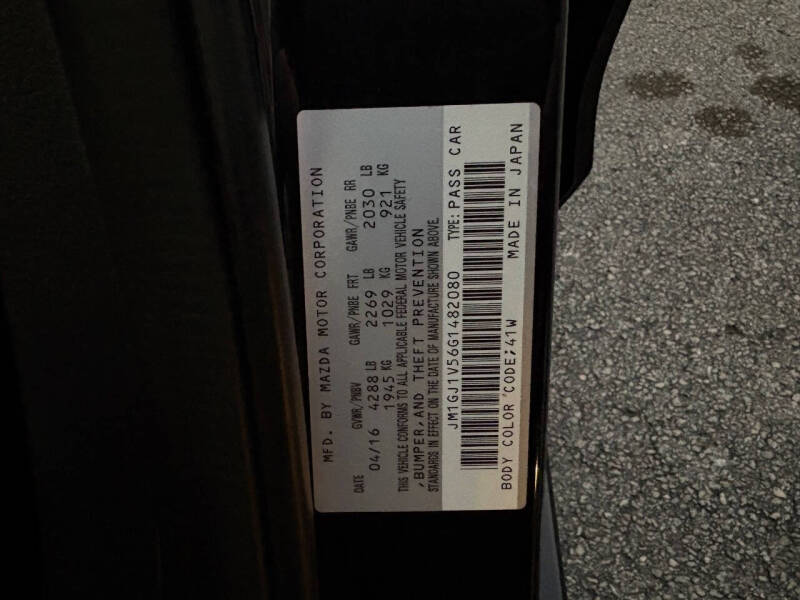 MFD. BY MAZDA MOTOR CORPORATION
DATE GVWR/PNBV GAWR/PNBE FRT GAWR/PNBE RR
04/16 4288 LB 2269 LB 2030 LB
1945 KG 1029 KG 921 KG
THIS VEHICLE CONFORMS TO ALL APPLICABLE FEDERAL MOTOR VEHICLE SAFETY
,BUMPER,AND THEFT PREVENTION
STANDARDS IN EFFECT ON THE DATE OF MANUFACTURE SHOWN ABOVE.
JM1GJ1V56G1482080 TYPE: PASS CAR
BODY COLOR CODE;41W MADE IN JAPAN